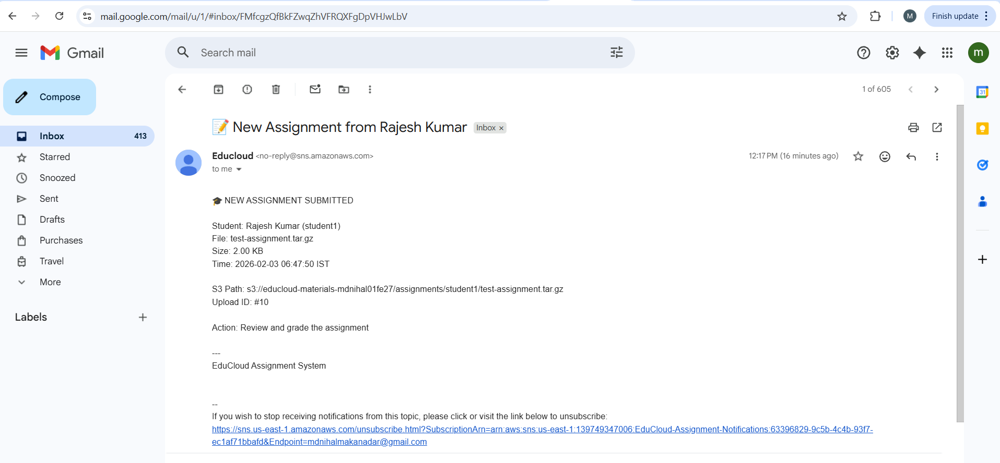 mail.google.com/mail/u/1/#inbox/FMfcgzQfBkFZwqZhVFRQXFgDpVHJwLbV
M
Finish update
Gmail
Search mail
m
Compose
1 of 605
31
📝 New Assignment from Rajesh Kumar Inbox ×
Inbox 413
Starred
Snoozed
Sent
Drafts
Purchases
Travel
More
Labels
Educloud <no-reply@sns.amazonaws.com> 12:17 PM (16 minutes ago)
to me
🎓 NEW ASSIGNMENT SUBMITTED
Student: Rajesh Kumar (student1)
File: test-assignment.tar.gz
Size: 2.00 KB
Time: 2026-02-03 06:47:50 IST
S3 Path: s3://educloud-materials-mdnihal01fe27/assignments/student1/test-assignment.tar.gz
Upload ID: #10
Action: Review and grade the assignment
---
EduCloud Assignment System
--
If you wish to stop receiving notifications from this topic, please click or visit the link below to unsubscribe:
https://sns.us-east-1.amazonaws.com/unsubscribe.html?SubscriptionArn=arn:aws:sns:us-east-1:139749347006:EduCloud-Assignment-Notifications:63396829-9c5b-4c4b-93f7-
ec1af71bbafd&Endpoint=mdnihalmakanadar@gmail.com